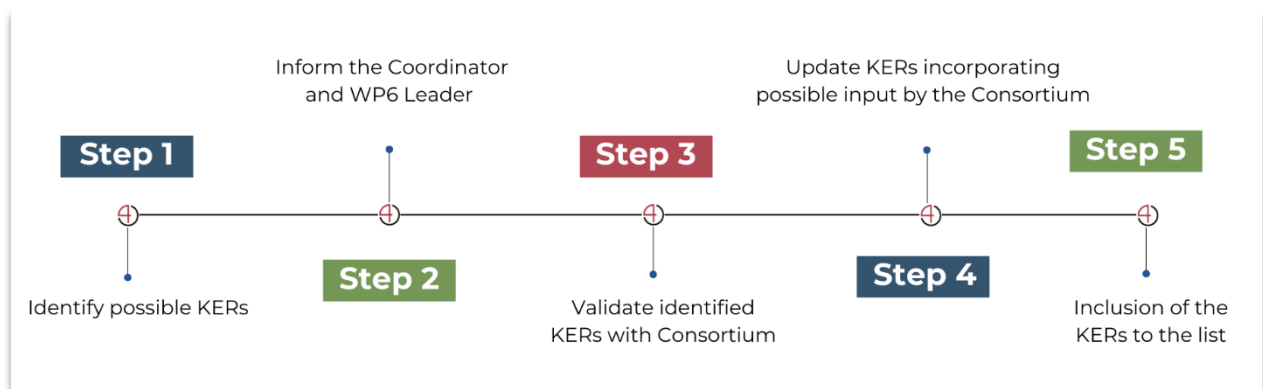 Step 1
Identify possible KERs
Inform the Coordinator
and WP6 Leader
Step 2
Step 3
Validate identified
KERs with Consortium
Update KERs incorporating
possible input by the Consortium
Step 4
Step 5
Inclusion of the
KERs to the list